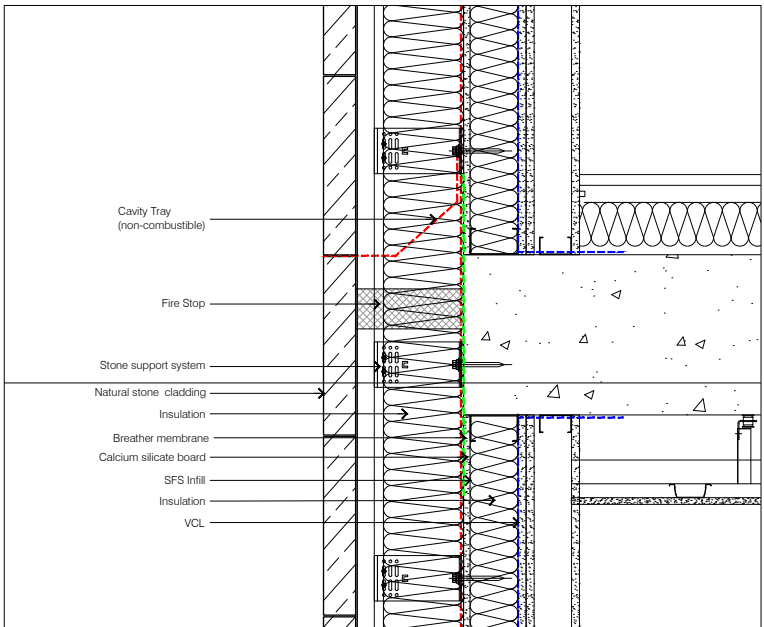 Cavity Tray
(non-combustible)
Fire Stop
Stone support system
Natural stone cladding
Insulation
Breather membrane
Calcium silicate board
SFS Infill
Insulation
VCL